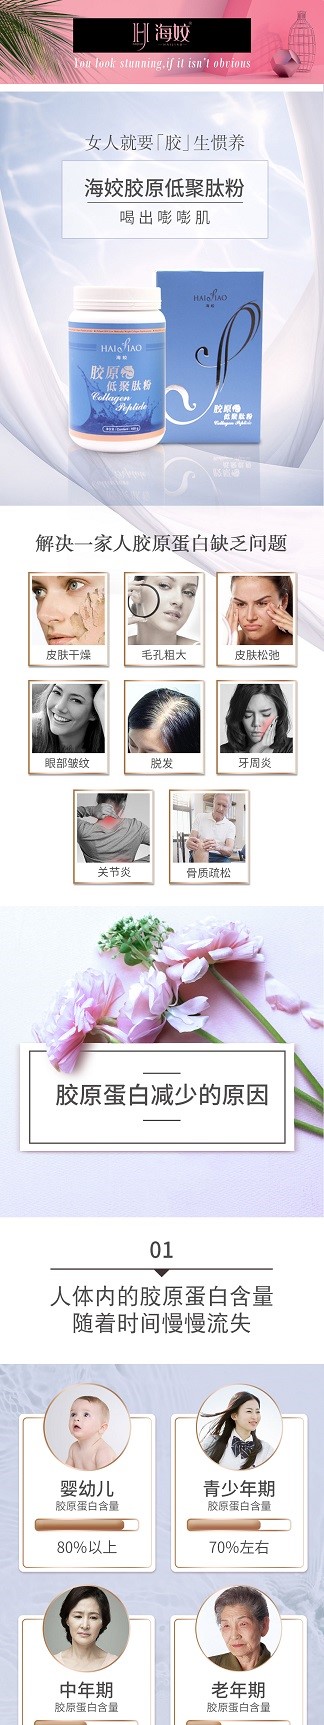 海姣
HAIJIAO
You look stunning,if it isn't obvious
女人就要「胶」生惯养
海姣胶原低聚肽粉
喝出嘭嘭肌
HAIJIAO
海姣
胶原
低聚肽粉
Collagen
Peptide
HAIJIAO
海姣
胶原
低聚肽粉
Collagen Peptide
解决一家人胶原蛋白缺乏问题
皮肤干燥
毛孔粗大
皮肤松弛
眼部皱纹
脱发
牙周炎
关节炎
骨质疏松
胶原蛋白减少的原因
01
人体内的胶原蛋白含量
随着时间慢慢流失
婴幼儿
胶原蛋白含量
80%以上
青少年期
胶原蛋白含量
70%左右
中年期
胶原蛋白含量
老年期
胶原蛋白含量